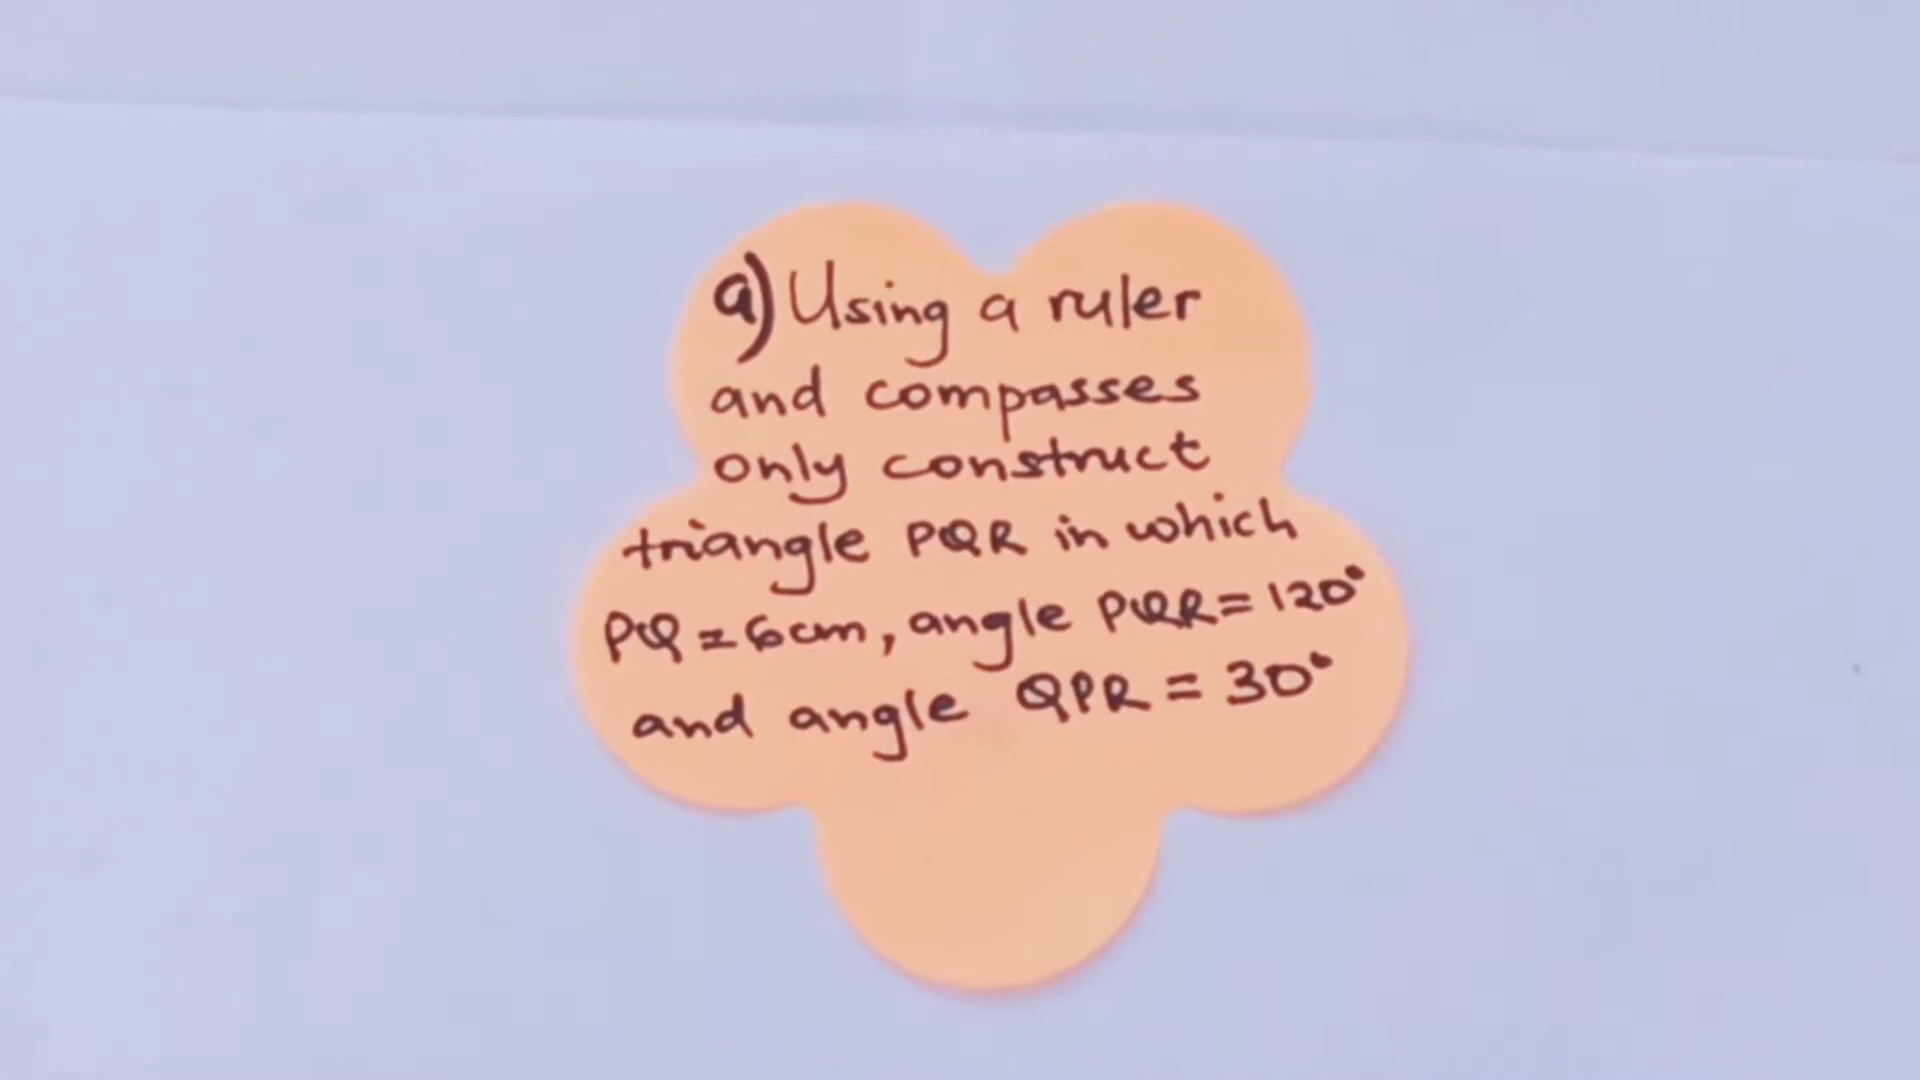 a) Using a ruler
and compasses
only construct
triangle PQR in which
PQ = 6cm, angle PQR = 120°
and angle QPR = 30°